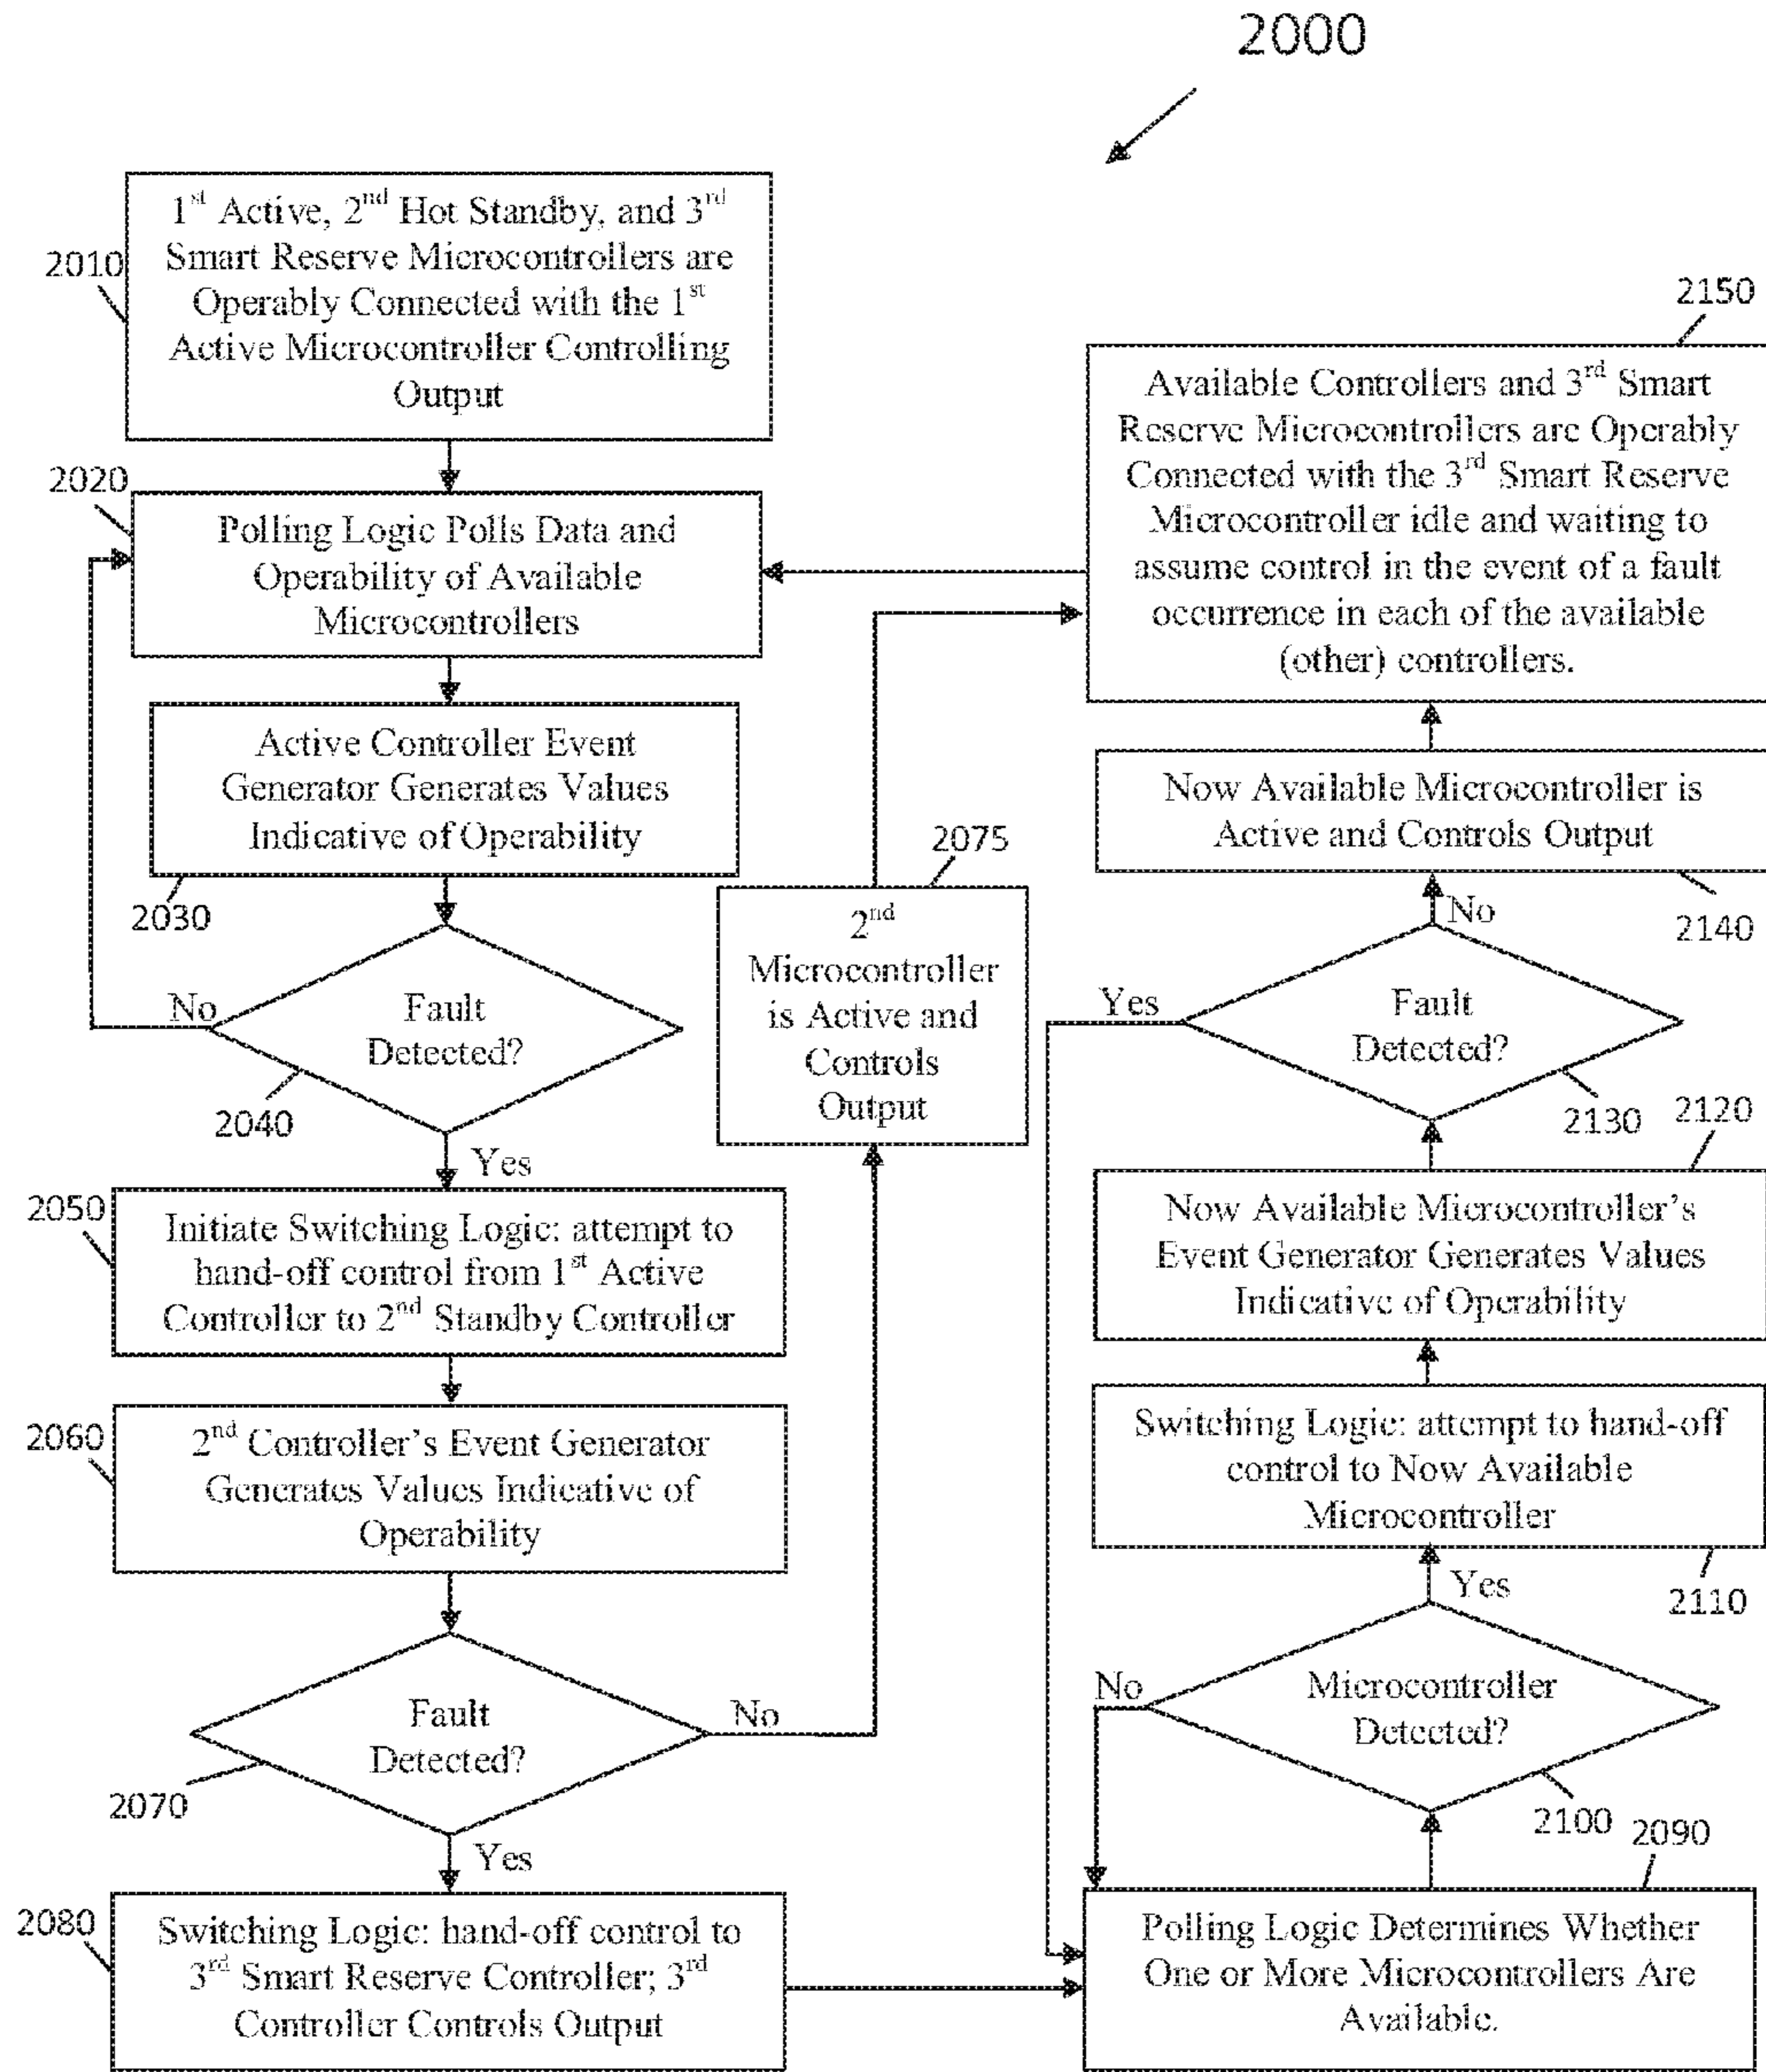 2000
1st Active, 2nd Hot Standby, and 3rd
Smart Reserve Microcontrollers are
Operably Connected with the 1st
Active Microcontroller Controlling
Output
2010
2020
Polling Logic Polls Data and
Operability of Available
Microcontrollers
Active Controller Event
Generator Generates Values
Indicative of Operability
2030
No
Fault
Detected?
2040
Yes
2050
Initiate Switching Logic: attempt to
hand-off control from 1st Active
Controller to 2nd Standby Controller
2060
2nd Controller's Event Generator
Generates Values Indicative of
Operability
Fault
Detected?
No
2070
Yes
2080
Switching Logic: hand-off control to
3rd Smart Reserve Controller; 3rd
Controller Controls Output
2075
2nd
Microcontroller
is Active and
Controls
Output
2150
Available Controllers and 3rd Smart
Reserve Microcontrollers are Operably
Connected with the 3rd Smart Reserve
Microcontroller idle and waiting to
assume control in the event of a fault
occurrence in each of the available
(other) controllers.
Now Available Microcontroller is
Active and Controls Output
2140
No
Yes
Fault
Detected?
2130
2120
Now Available Microcontroller's
Event Generator Generates Values
Indicative of Operability
Switching Logic: attempt to hand-off
control to Now Available
Microcontroller
2110
Yes
No
Microcontroller
Detected?
2100
2090
Polling Logic Determines Whether
One or More Microcontrollers Are
Available.